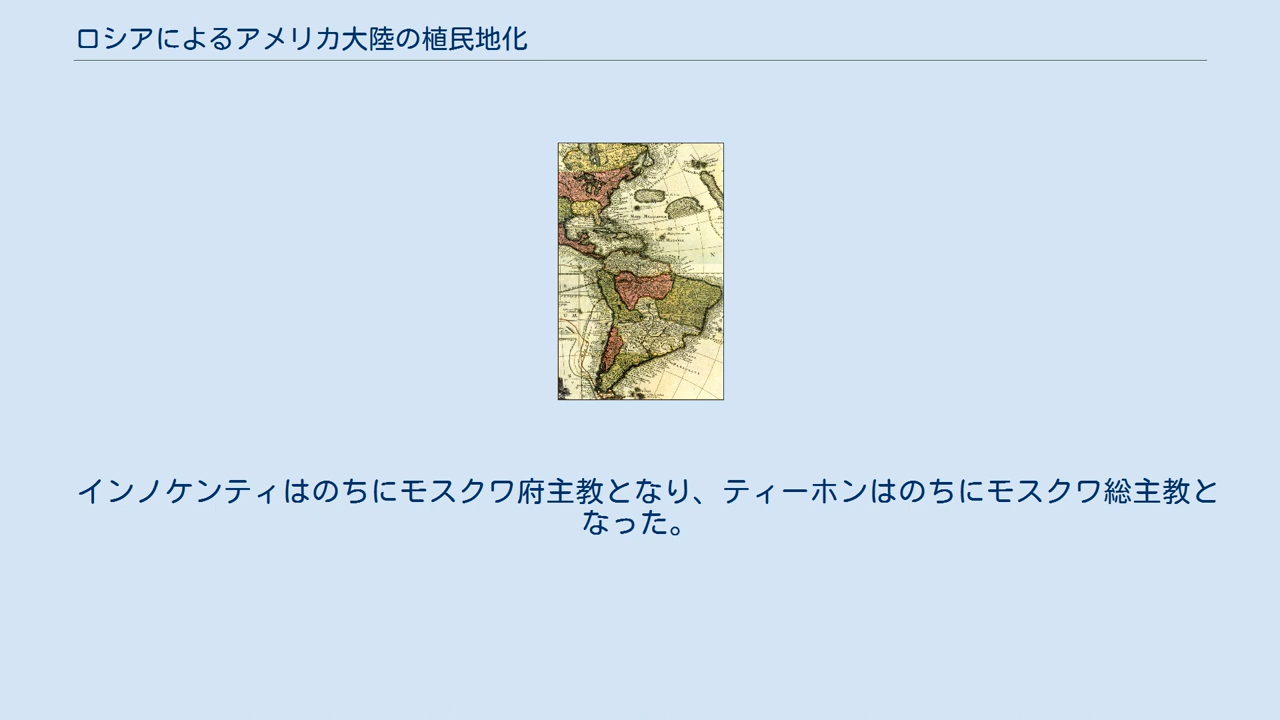 ロシアによるアメリカ大陸の植民地化
インノケンティはのちにモスクワ府主教となり、ティーホンはのちにモスクワ総主教と
なった。